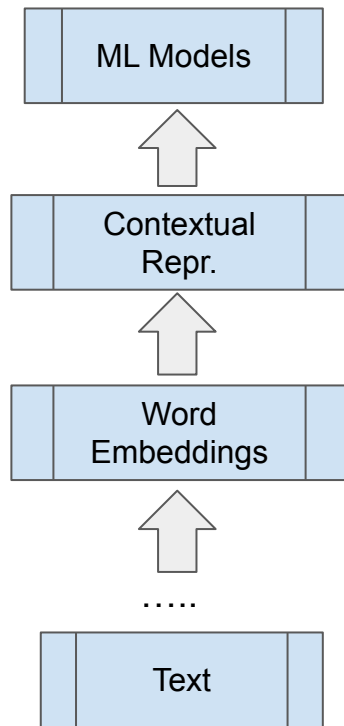 ML Models
Contextual
Repr.
Word
Embeddings
.....
Text